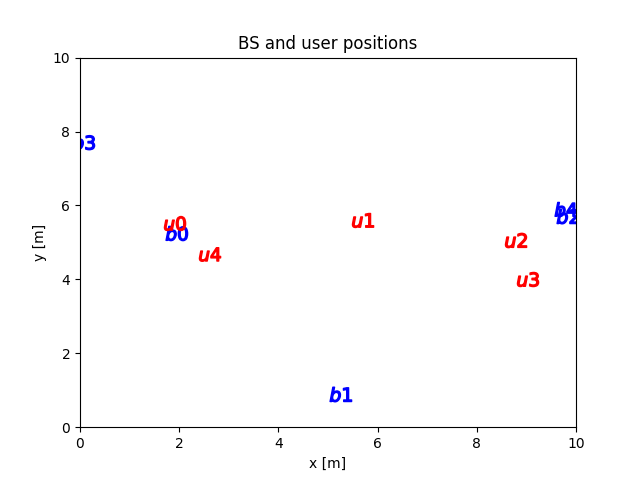 BS and user positions
10
8
6
4
2
0
y [m]
b3
b4
b2
u0
u1
b0
u2
u4
u3
b1
0 2 4 6 8 10
x [m]